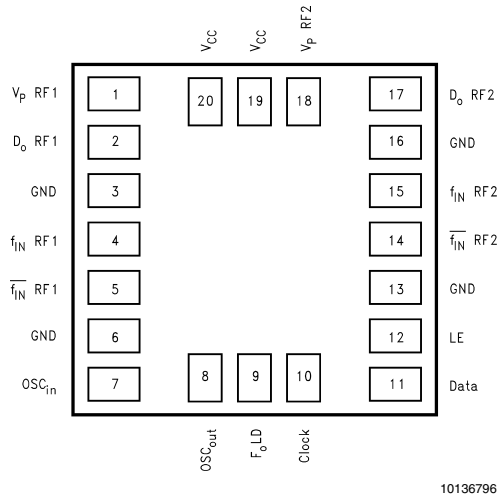 V_CC V_CC V_P RF2
20 19 18
V_P RF1 1 17 D_o RF2
D_o RF1 2 16 GND
GND 3 15 f_IN RF2
f_IN RF1 4 14 f̅_I̅N̅ RF2
f̅_I̅N̅ RF1 5 13 GND
GND 6 12 LE
OSC_in 7 8 9 10 11 Data
OSC_out F_oLD Clock
10136796